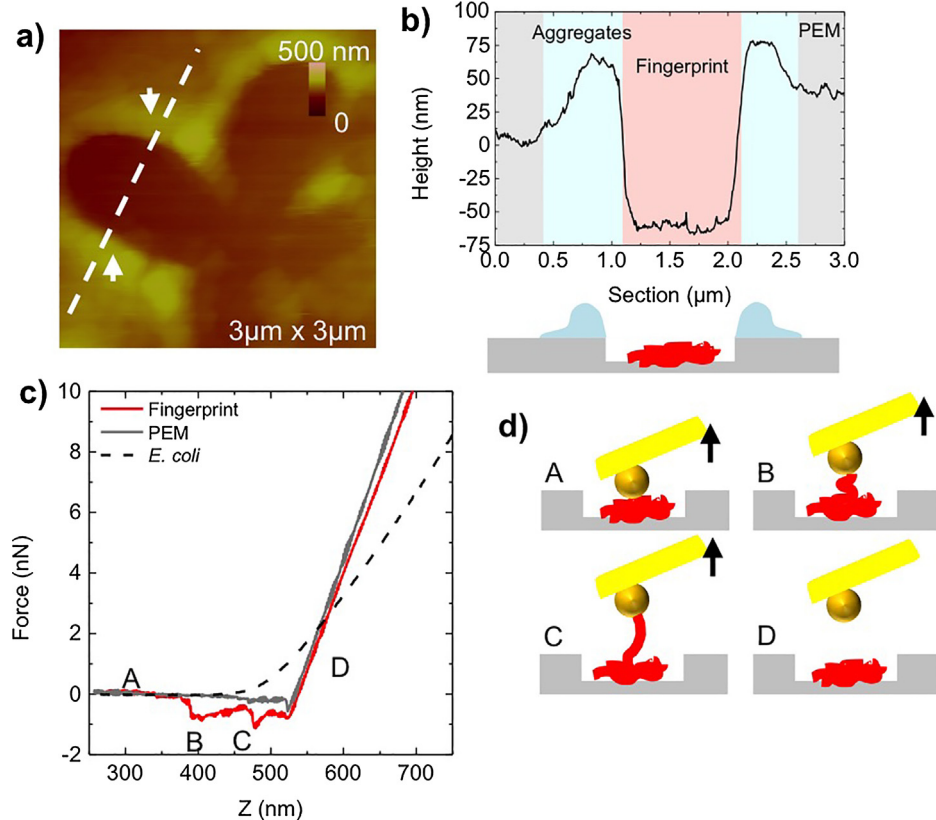 a)
500 nm
0
3µm x 3µm
b)
100
75
50
25
0
-25
-50
-75
Height (nm)
Aggregates
Fingerprint
PEM
0.0 0.5 1.0 1.5 2.0 2.5 3.0
Section (µm)
c)
10
8
6
4
2
0
-2
Force (nN)
Fingerprint
PEM
E. coli
A
B
C
D
300 400 500 600 700
Z (nm)
d)
A
B
C
D